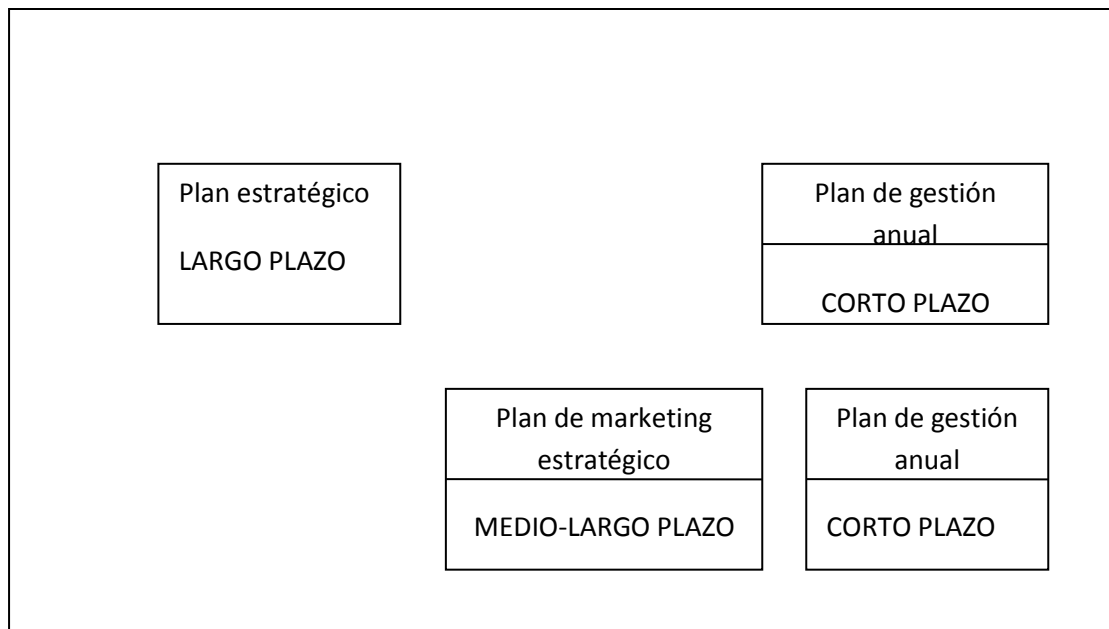 Plan estratégico
LARGO PLAZO
Plan de gestión
anual
CORTO PLAZO
Plan de marketing
estratégico
MEDIO-LARGO PLAZO
Plan de gestión
anual
CORTO PLAZO